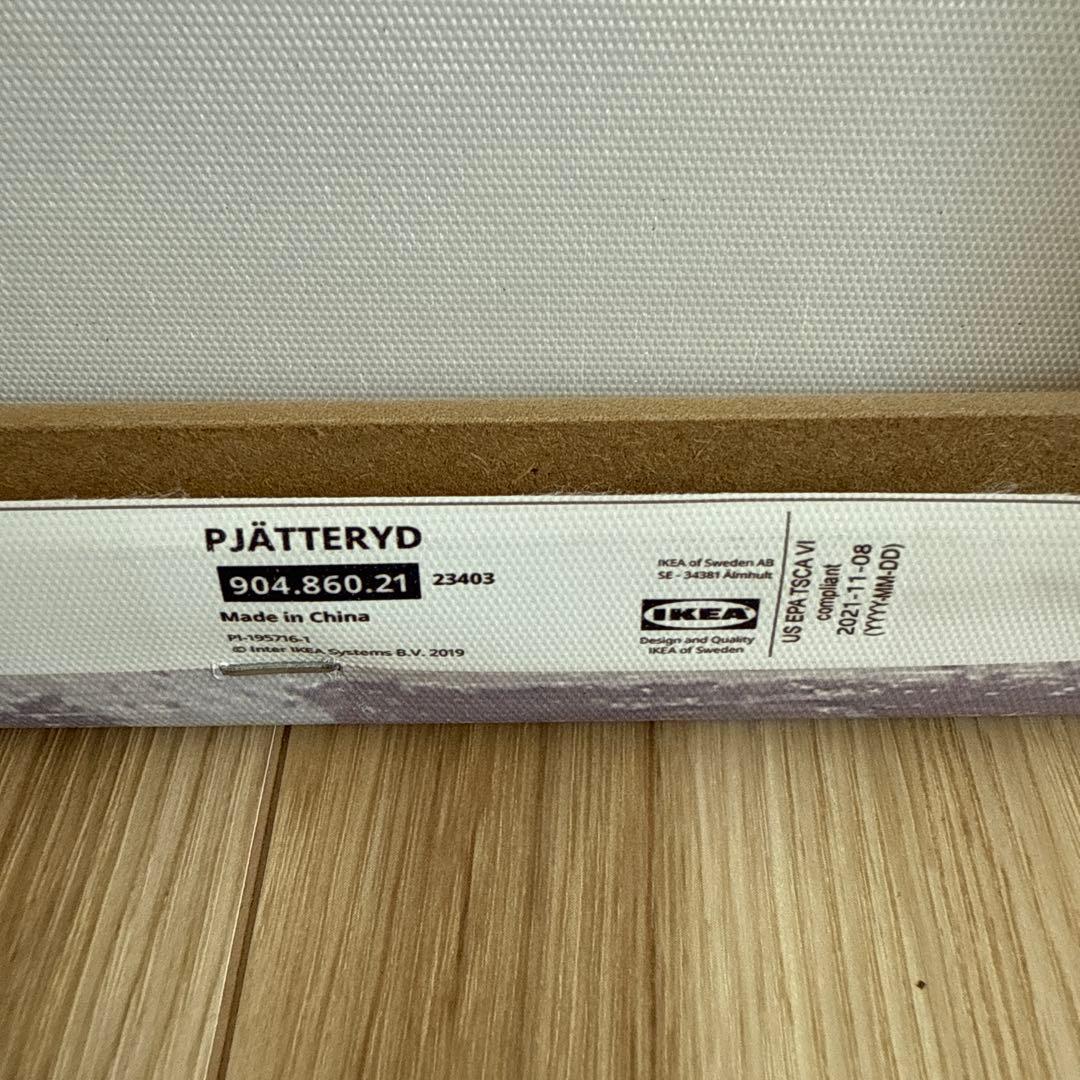 PJÄTTERYD
904.860.21 23403
Made in China
PI-195716-1
© Inter IKEA Systems B.V. 2019
IKEA of Sweden AB
SE - 34381 Älmhult
IKEA
Design and Quality
IKEA of Sweden
US EPA TSCA VI
compliant
2021-11-08
(YYYY-MM-DD)